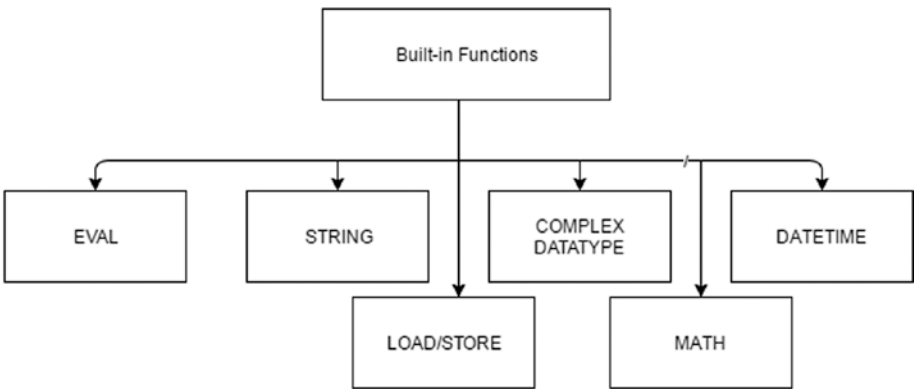 Built-in Functions
EVAL
STRING
COMPLEX
DATATYPE
DATETIME
LOAD/STORE
MATH